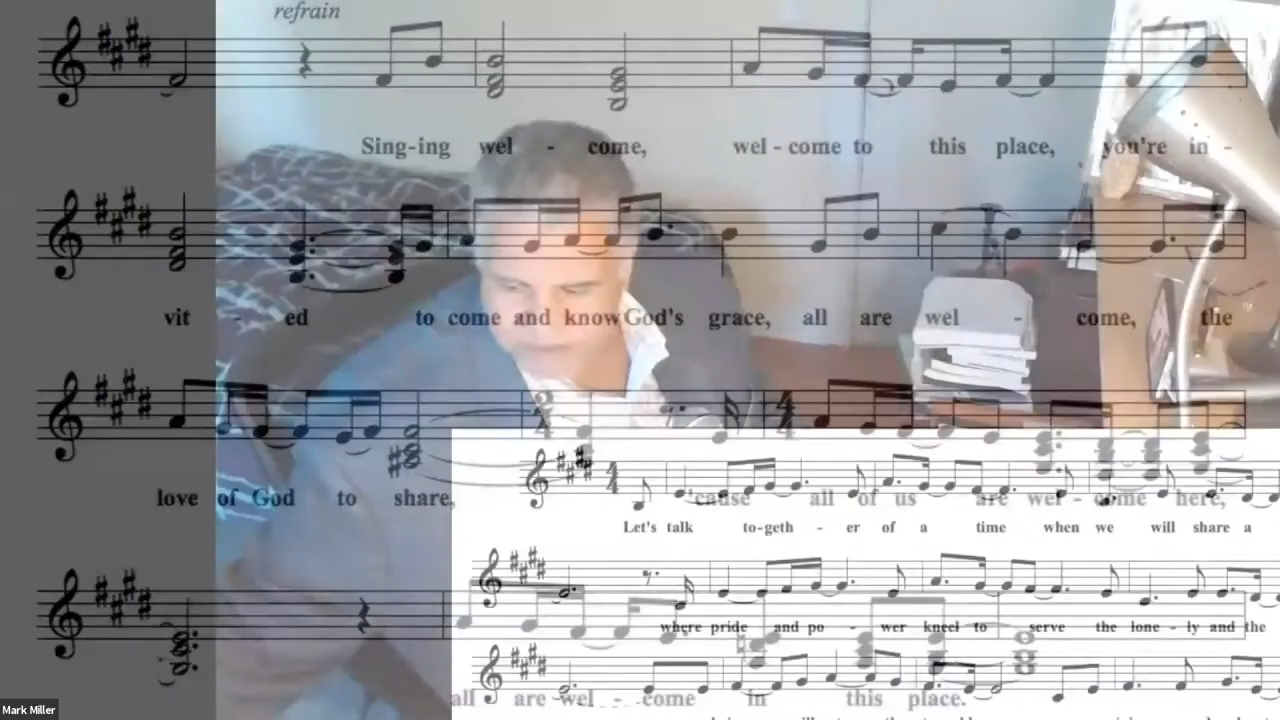 refrain
Sing-ing wel - come, wel - come to this place, you're in -
vit - ed to come and know God's grace, all are wel - come, the
love of God to share, 'cause all of us are wel - come here,
Let's talk to-geth - er of a time when we will share a
where pride and po - wer kneel to serve the lone - ly and the
all are wel - come in this place.
Mark Miller